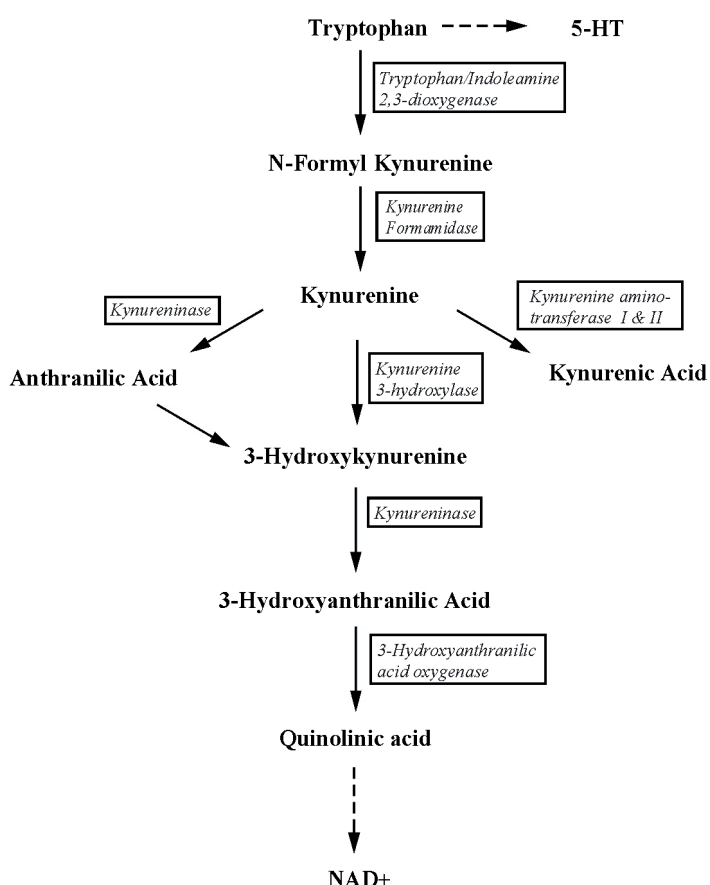 Tryptophan
5-HT
Tryptophan/Indoleamine
2,3-dioxygenase
N-Formyl Kynurenine
Kynurenine
Formamidase
Kynurenine
Kynureninase
Kynurenine amino-
transferase I & II
Anthranilic Acid
Kynurenine
3-hydroxylase
Kynurenic Acid
3-Hydroxykynurenine
Kynureninase
3-Hydroxyanthranilic Acid
3-Hydroxyanthranilic
acid oxygenase
Quinolinic acid
NAD+